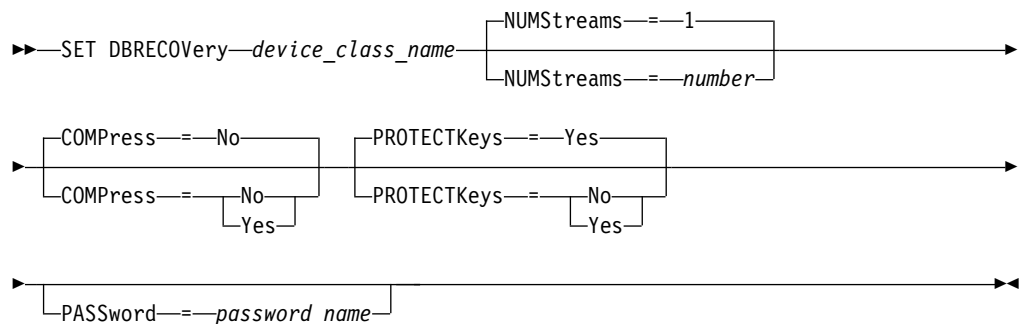 NUMStreams = 1
SET DBRECOVery device_class_name
NUMStreams = number
COMPress = No PROTECTKeys = Yes
COMPress = No PROTECTKeys = No
Yes Yes
PASSword = password name